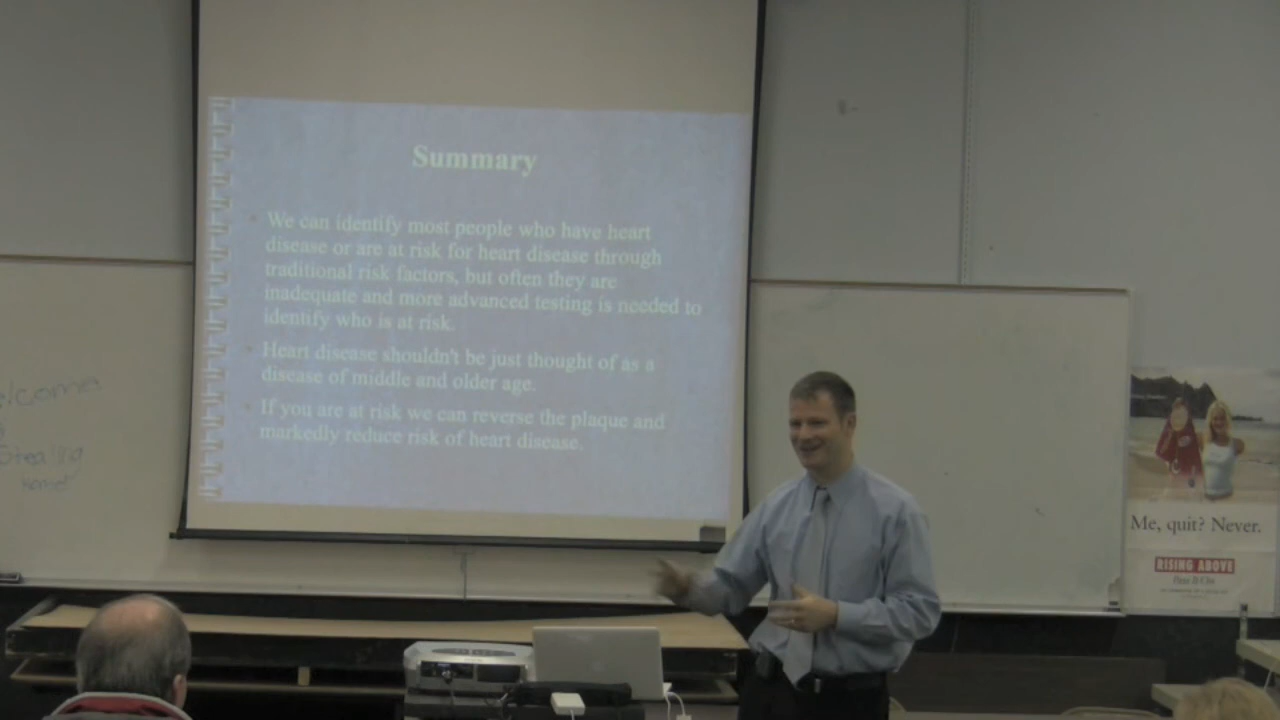 Summary
We can identify most people who have heart
disease or are at risk for heart disease through
traditional risk factors, but often they are
inadequate and more advanced testing is needed to
identify who is at risk.
Heart disease shouldn't be just thought of as a
disease of middle and older age.
If you are at risk we can reverse the plaque and
markedly reduce risk of heart disease.
Me, quit? Never.
RISING ABOVE